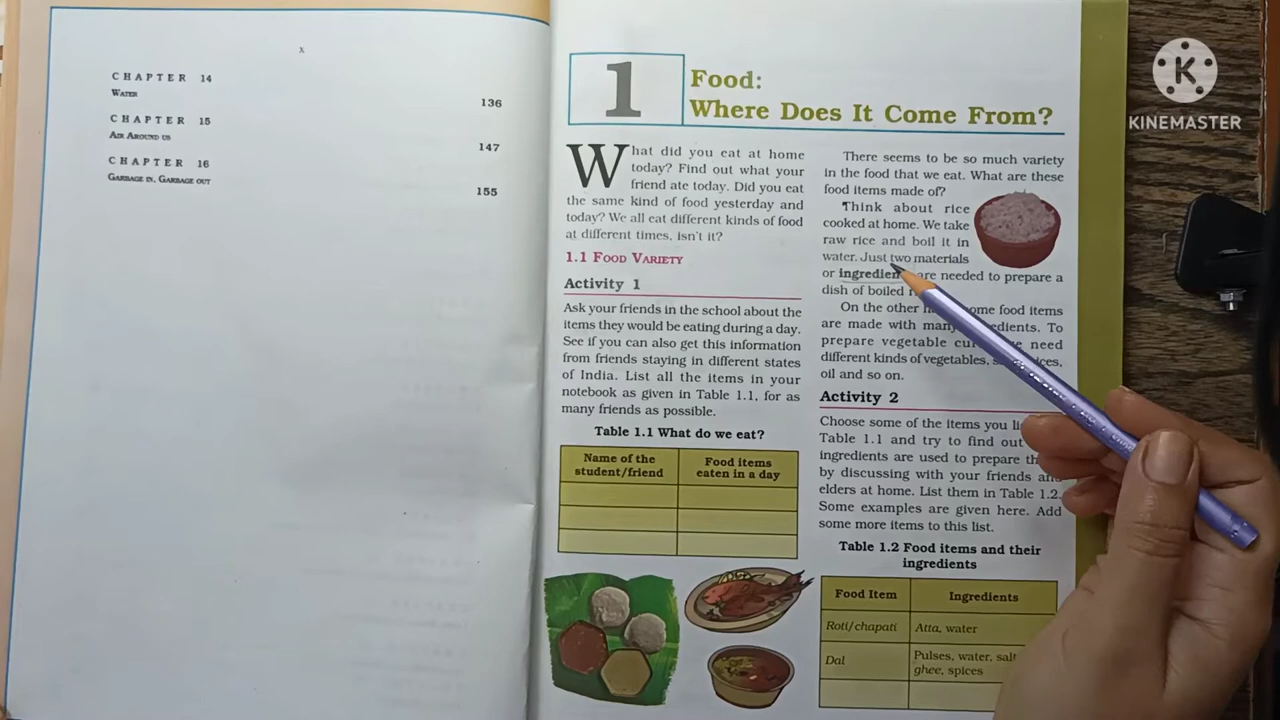 x
CHAPTER 14
WATER
136
CHAPTER 15
AIR AROUND US
147
CHAPTER 16
GARBAGE IN, GARBAGE OUT
155
1
Food:
Where Does It Come From?
What did you eat at home
today? Find out what your
friend ate today. Did you eat
the same kind of food yesterday and
today? We all eat different kinds of food
at different times, isn't it?
1.1 FOOD VARIETY
Activity 1
Ask your friends in the school about the
items they would be eating during a day.
See if you can also get this information
from friends staying in different states
of India. List all the items in your
notebook as given in Table 1.1, for as
many friends as possible.
Table 1.1 What do we eat?
Name of the
student/friend
Food items
eaten in a day
There seems to be so much variety
in the food that we eat. What are these
food items made of?
Think about rice
cooked at home. We take
raw rice and boil it in
water. Just two materials
or are needed to prepare a
dish of boiled
On the other some food items
are made with many To
prepare vegetable need
different kinds of vegetables,
oil and so on.
Activity 2
Choose some of the items you
Table 1.1 and try to find out
ingredients are used to prepare
by discussing with your friends and
elders at home. List them in Table 1.2.
Some examples are given here. Add
some more items to this list.
Table 1.2 Food items and their
ingredients
Food Item
Ingredients
Roti/chapati
Atta, water
Dal
Pulses, water, salt
ghee, spices
K
KINEMASTER